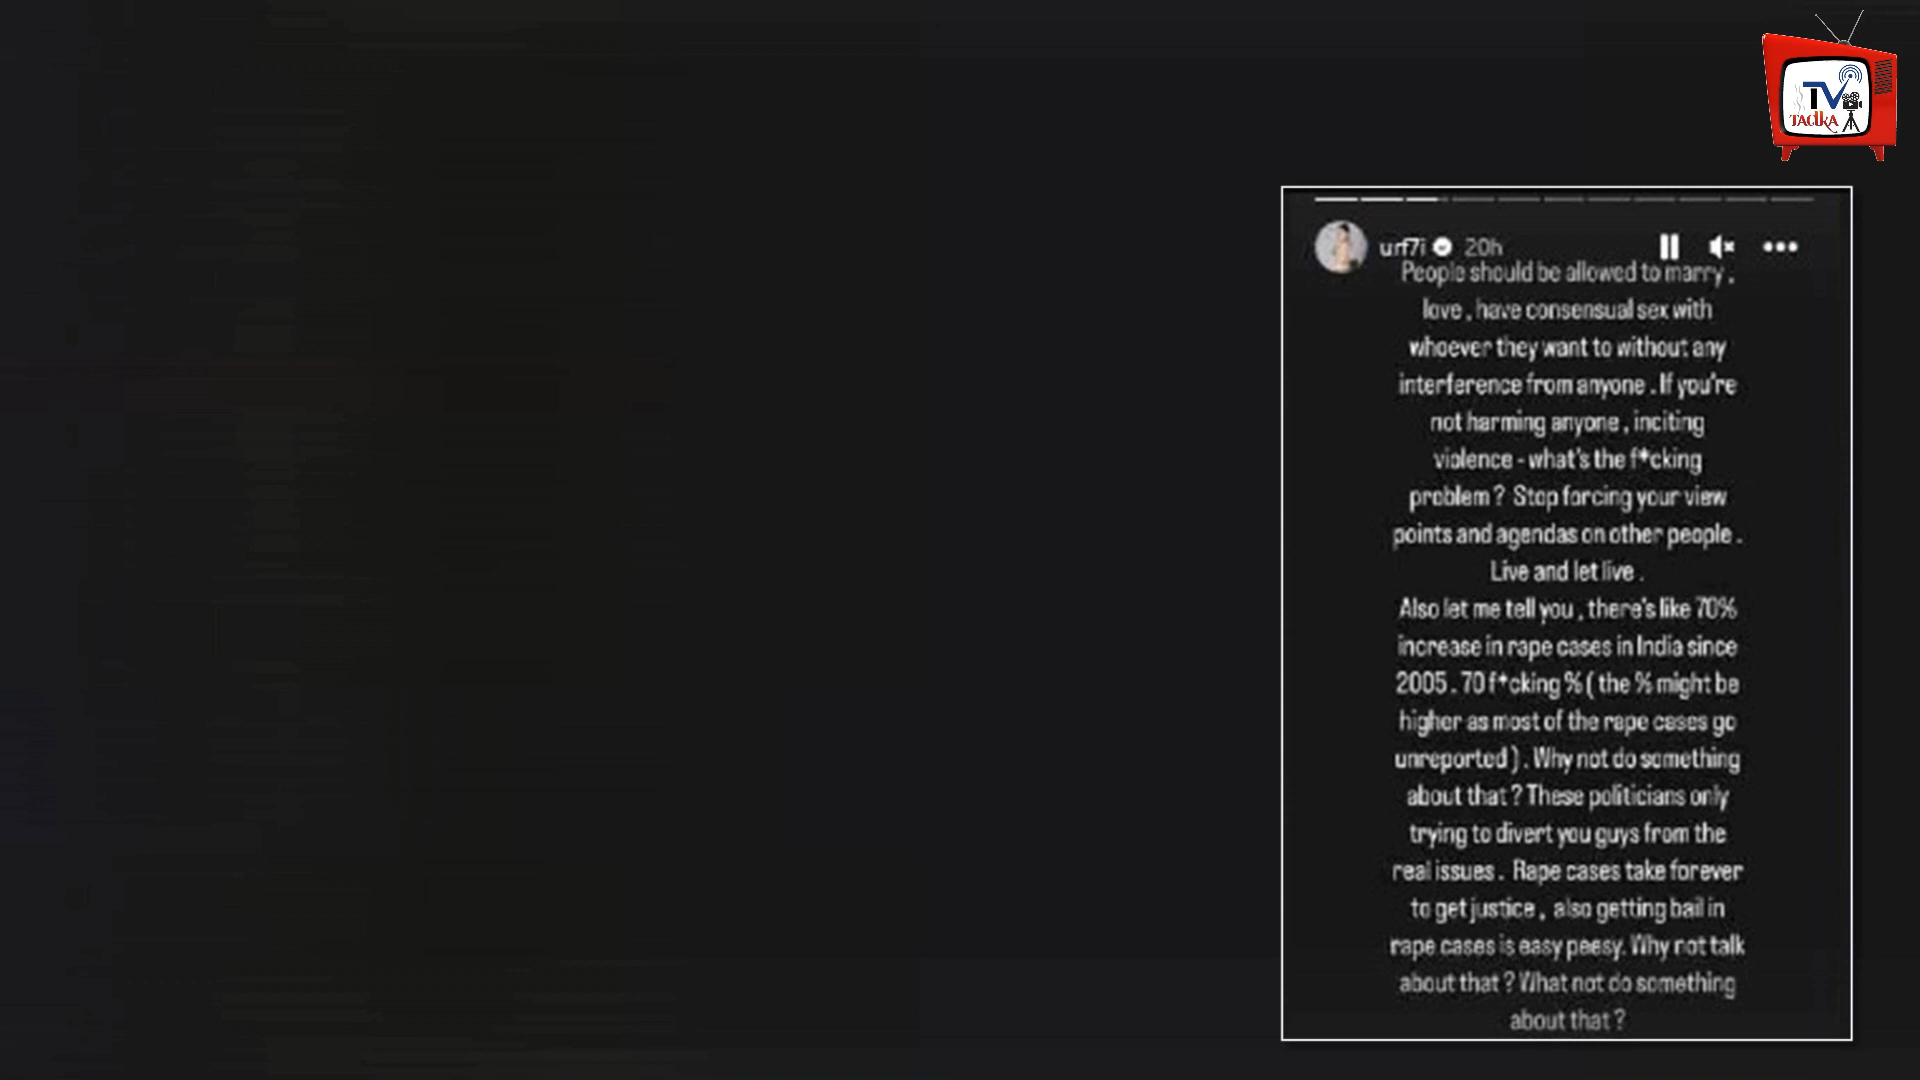 TV
TADKA
urf7i 20h
People should be allowed to marry ,
love , have consensual sex with
whoever they want to without any
interference from anyone . If you're
not harming anyone , inciting
violence - what's the f*cking
problem ? Stop forcing your view
points and agendas on other people .
Live and let live .
Also let me tell you , there's like 70%
increase in rape cases in India since
2005 . 70 f*cking % ( the % might be
higher as most of the rape cases go
unreported ) . Why not do something
about that ? These politicians only
trying to divert you guys from the
real issues . Rape cases take forever
to get justice , also getting bail in
rape cases is easy peesy. Why not talk
about that ? What not do something
about that ?